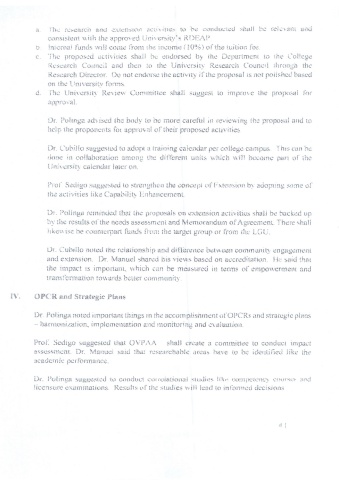 a. The research and extension activities to be conducted shall be relevant and
consistent with the approved University's RDEAP
b. Internal funds will come from the income (10%) of the tuition fee.
c. The proposed activities shall be endorsed by the Department to the College
Research Council and then to the University Research Council through the
Research Director. Do not endorse the activity if the proposal is not polished based
on the University forms.
d. The University Review Committee shall suggest to improve the proposal for
approval.
Dr. Polinga advised the body to be more careful in reviewing the proposal and to
help the proponents for approval of their proposed activities
Dr. Cubillo suggested to adopt a training calendar per college campus. This can be
done in collaboration among the different units which will become part of the
University calendar later on.
Prof. Sedigo suggested to strengthen the concept of Extension by adopting some of
the activities like Capability Enhancement.
Dr. Polinga reminded that the proposals on extension activities shall be backed up
by the results of the needs assessment and Memorandum of Agreement. There shall
likewise be counterpart funds from the target group or from the LGU.
Dr. Cubillo noted the relationship and difference between community engagement
and extension. Dr. Manuel shared his views based on accreditation. He said that
the impact is important, which can be measured in terms of empowerment and
transformation towards better community.
IV. OPCR and Strategic Plans
Dr. Polinga noted important things in the accomplishment of OPCRs and strategic plans
– harmonization, implementation and monitoring and evaluation
Prof. Sedigo suggested that OVPAA shall create a committee to conduct impact
assessment. Dr. Manuel said that researchable areas have to be identified like the
academic performance.
Dr. Polinga suggested to conduct correlational studies like competency courses and
licensure examinations. Results of the studies will lead to informed decisions